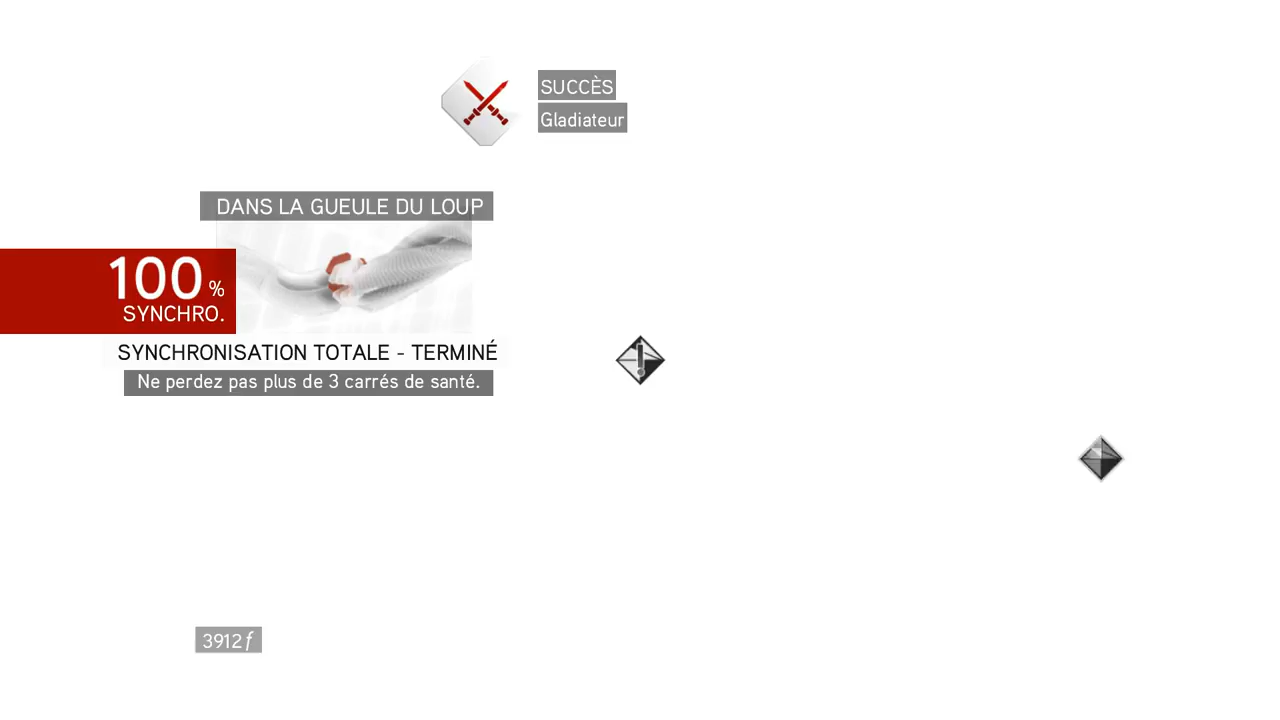 SUCCÈS
Gladiateur
DANS LA GUEULE DU LOUP
100 %
SYNCHRO.
SYNCHRONISATION TOTALE - TERMINÉ
Ne perdez pas plus de 3 carrés de santé.
3912 ƒ